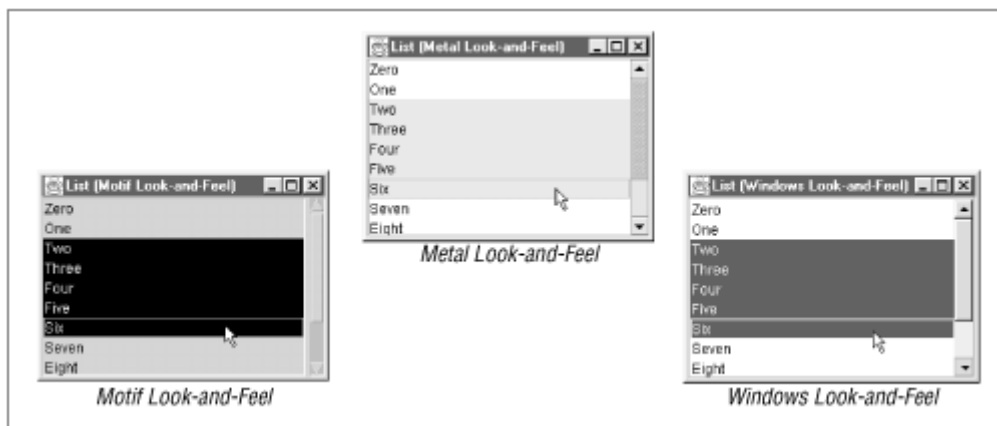 List (Metal Look-and-Feel)
Zero
One
Two
Three
Four
Five
Six
Seven
Eight
Metal Look-and-Feel
List (Motif Look-and-Feel)
Zero
One
Two
Three
Four
Five
Six
Seven
Eight
Motif Look-and-Feel
List (Windows Look-and-Feel)
Zero
One
Two
Three
Four
Five
Six
Seven
Eight
Windows Look-and-Feel